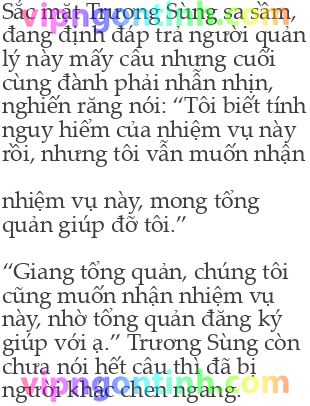 Sắc mặt Trương Sùng sa sầm,
đang định đáp trả người quản
lý này mấy câu nhưng cuối
cùng đành phải nhẫn nhịn,
nghiến răng nói: “Tôi biết tính
nguy hiểm của nhiệm vụ này
rồi, nhưng tôi vẫn muốn nhận
nhiệm vụ này, mong tổng
quản giúp đỡ tôi.”
“Giang tổng quản, chúng tôi
cũng muốn nhận nhiệm vụ
này, nhờ tổng quản đăng ký
giúp với ạ.” Trương Sùng còn
chưa nói hết câu thì đã bị
người khác chen ngang.
vipngontinh.com
vipngontinh.com